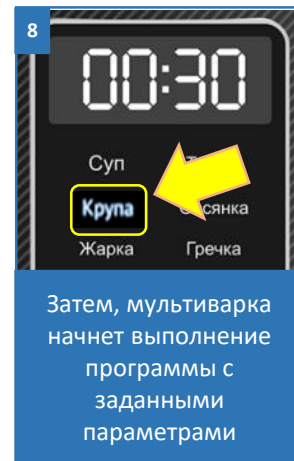 8
00:30
Суп
Крупа
Жарка Гречка
Затем, мультиварка
начнет выполнение
программы с
заданными
параметрами